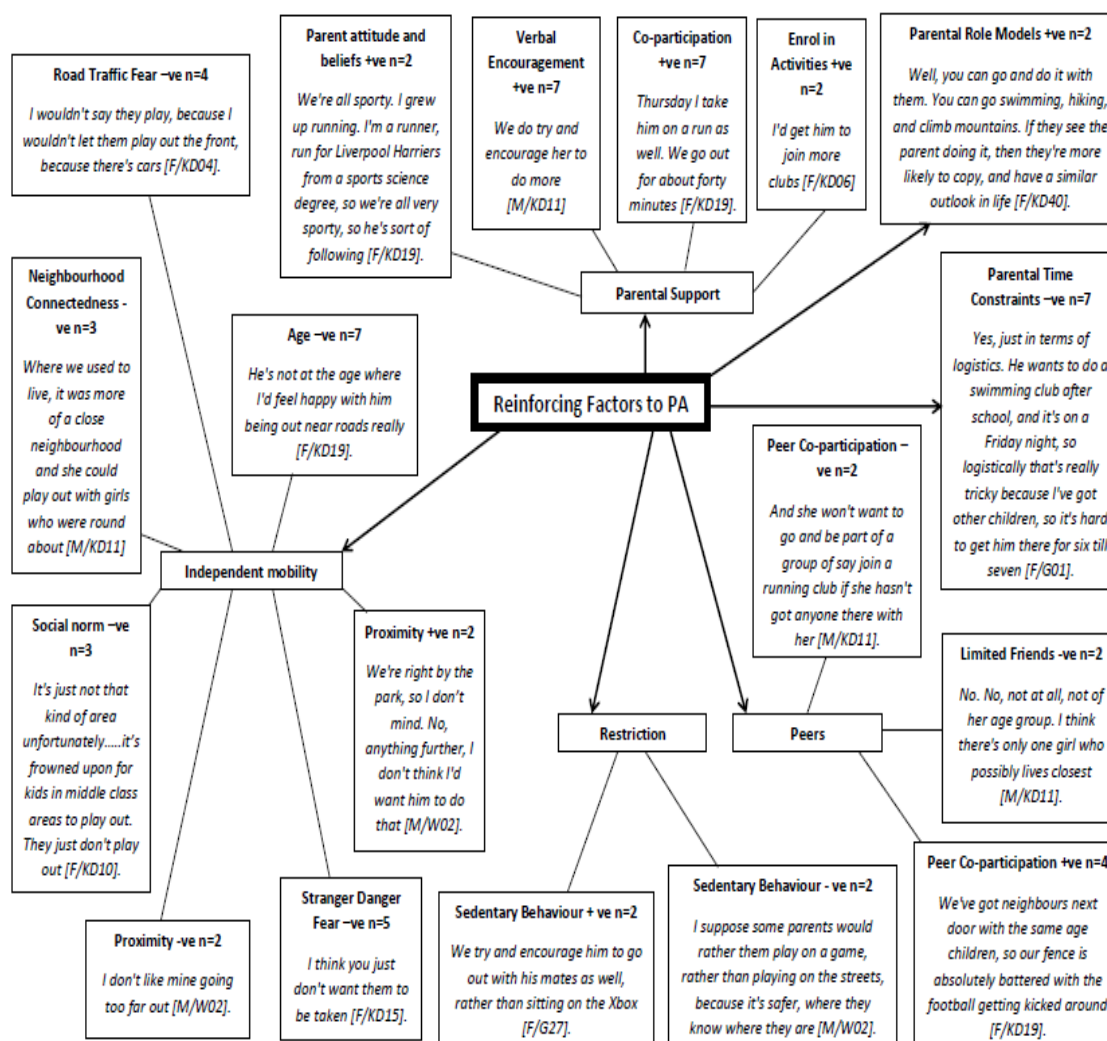 Road Traffic Fear –ve n=4
I wouldn't say they play, because I
wouldn't let them play out the front,
because there's cars [F/KD04].
Parent attitude and
beliefs +ve n=2
We're all sporty. I grew
up running. I'm a runner,
run for Liverpool Harriers
from a sports science
degree, so we're all very
sporty, so he's sort of
following [F/KD19].
Verbal
Encouragement
+ve n=7
We do try and
encourage her to
do more
[M/KD11]
Co-participation
+ve n=7
Thursday I take
him on a run as
well. We go out
for about forty
minutes [F/KD19].
Enrol in
Activities +ve
n=2
I'd get him to
join more
clubs [F/KD06]
Parental Role Models +ve n=2
Well, you can go and do it with
them. You can go swimming, hiking,
and climb mountains. If they see the
parent doing it, then they're more
likely to copy, and have a similar
outlook in life [F/KD40].
Parental Support
Neighbourhood
Connectedness -
ve n=3
Where we used to
live, it was more
of a close
neighbourhood
and she could
play out with girls
who were round
about [M/KD11]
Age –ve n=7
He's not at the age where
I'd feel happy with him
being out near roads really
[F/KD19].
Reinforcing Factors to PA
Parental Time
Constraints –ve n=7
Yes, just in terms of
logistics. He wants to do a
swimming club after
school, and it's on a
Friday night, so
logistically that's really
tricky because I've got
other children, so it's hard
to get him there for six till
seven [F/G01].
Peer Co-participation –
ve n=2
And she won't want to
go and be part of a
group of say join a
running club if she hasn't
got anyone there with
her [M/KD11].
Independent mobility
Social norm –ve
n=3
It's just not that
kind of area
unfortunately.....it's
frowned upon for
kids in middle class
areas to play out.
They just don't play
out [F/KD10].
Proximity +ve n=2
We're right by the
park, so I don't
mind. No,
anything further, I
don't think I'd
want him to do
that [M/W02].
Restriction
Peers
Limited Friends -ve n=2
No. No, not at all, not of
her age group. I think
there's only one girl who
possibly lives closest
[M/KD11].
Proximity -ve n=2
I don't like mine going
too far out [M/W02].
Stranger Danger
Fear –ve n=5
I think you just
don't want them to
be taken [F/KD15].
Sedentary Behaviour + ve n=2
We try and encourage him to go
out with his mates as well,
rather than sitting on the Xbox
[F/G27].
Sedentary Behaviour - ve n=2
I suppose some parents would
rather them play on a game,
rather than playing on the streets,
because it's safer, where they
know where they are [M/W02].
Peer Co-participation +ve n=4
We've got neighbours next
door with the same age
children, so our fence is
absolutely battered with the
football getting kicked around
[F/KD19].